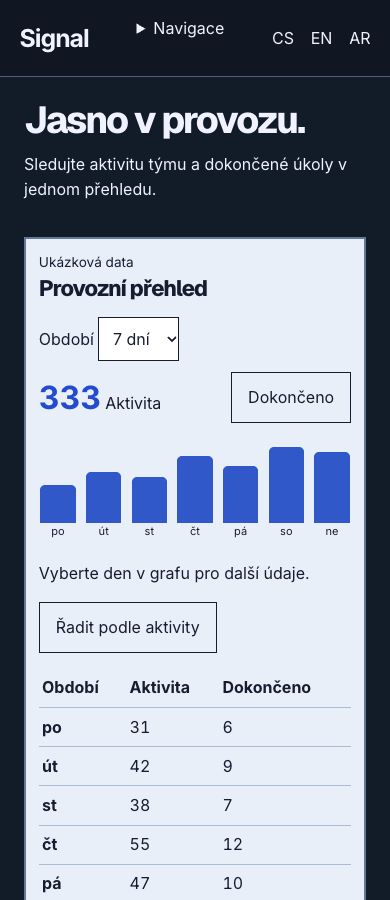 Signal
Navigace
CS EN AR
Jasno v provozu.
Sledujte aktivitu týmu a dokončené úkoly v
jednom přehledu.
Ukázková data
Provozní přehled
Období 7 dní
333 Aktivita
Dokončeno
po út st čt pá so ne
Vyberte den v grafu pro další údaje.
Řadit podle aktivity
Období Aktivita Dokončeno
po 31 6
út 42 9
st 38 7
čt 55 12
pá 47 10